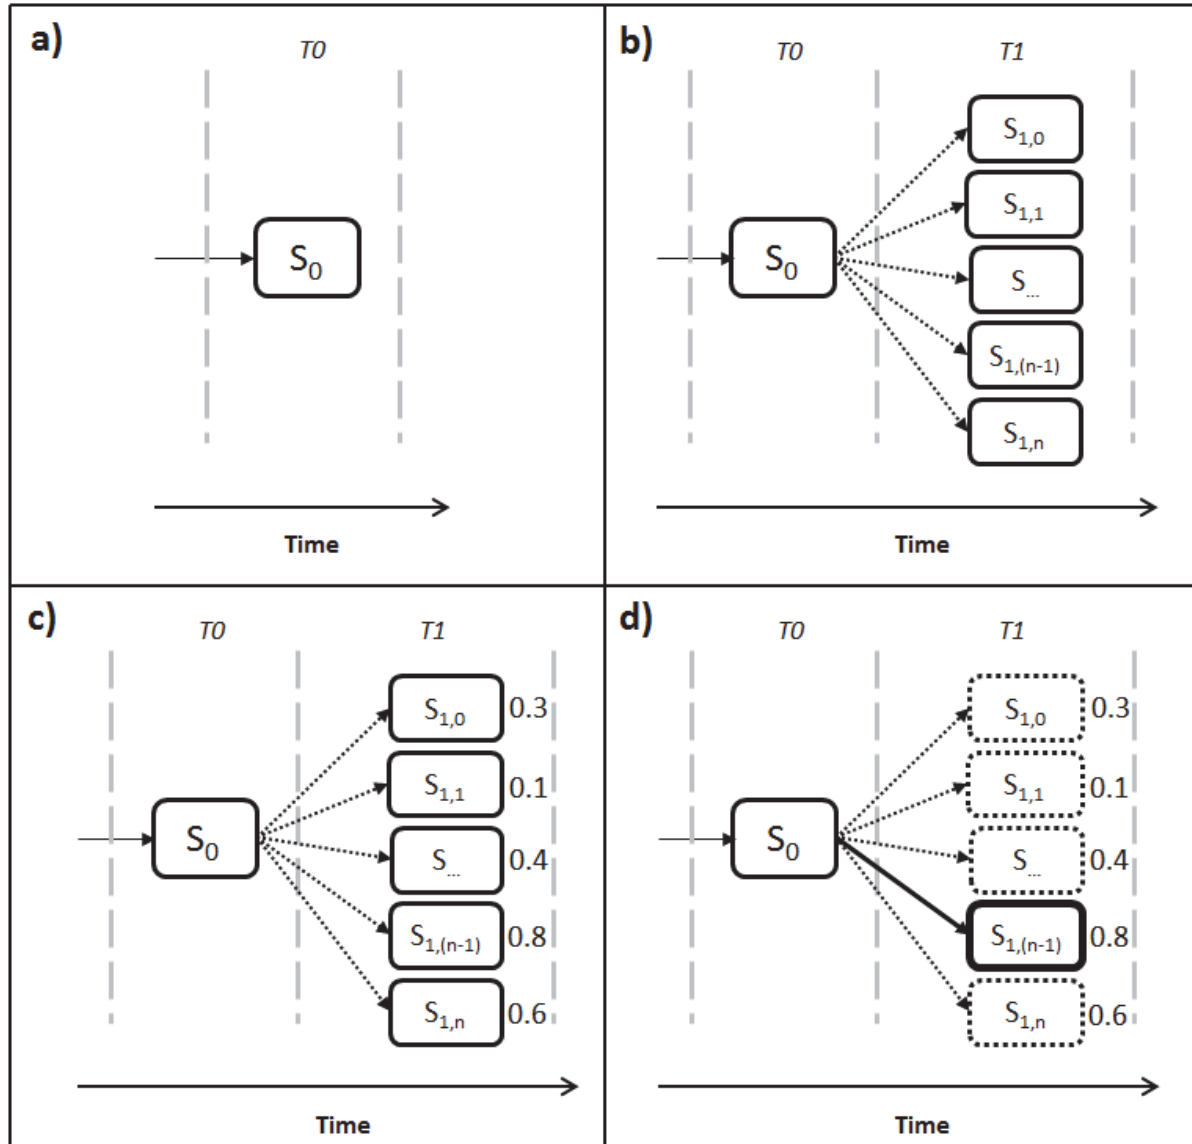 a)
T0
S0
Time
b)
T0 T1
S1,0
S1,1
S0
S...
S1,(n-1)
S1,n
Time
c)
T0 T1
S1,0 0.3
S1,1 0.1
S0
S... 0.4
S1,(n-1) 0.8
S1,n 0.6
Time
d)
T0 T1
S1,0 0.3
S1,1 0.1
S0
S... 0.4
S1,(n-1) 0.8
S1,n 0.6
Time